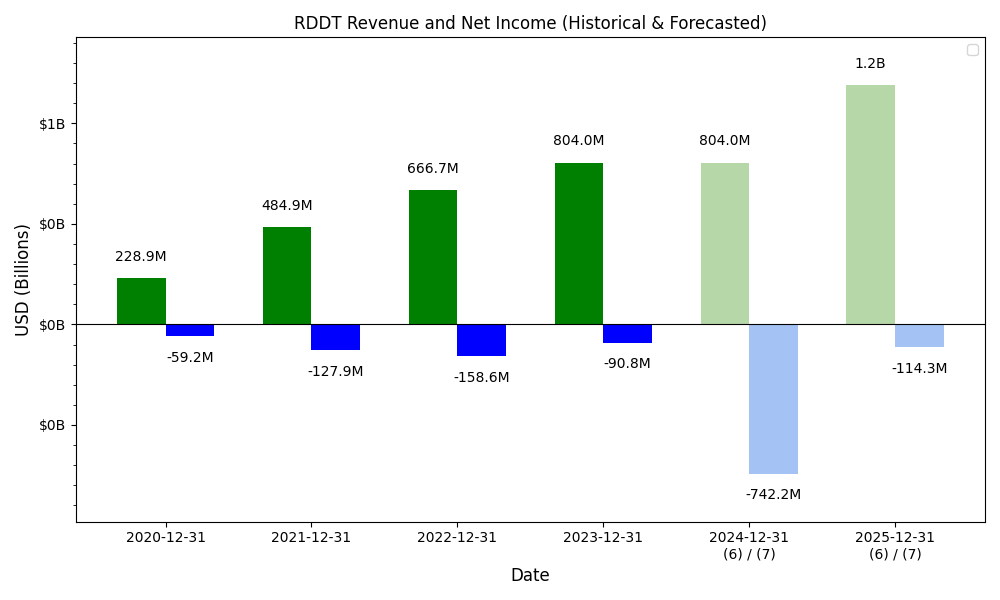 RDDT Revenue and Net Income (Historical & Forecasted)
1.2B
$1B
804.0M
804.0M
666.7M
$0B
484.9M
228.9M
USD (Billions)
$0B
-59.2M
-127.9M
-158.6M
-90.8M
-114.3M
$0B
-742.2M
2020-12-31
2021-12-31
2022-12-31
2023-12-31
2024-12-31
(6) / (7)
2025-12-31
(6) / (7)
Date